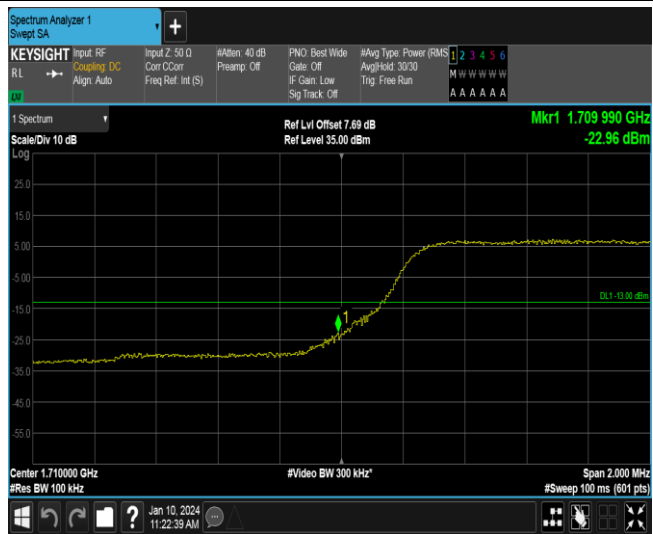 Spectrum Analyzer 1
Swept SA
+
KEYSIGHT
RL
Input: RF
Coupling: DC
Align: Auto
Input Z: 50 Ω
Corr CCorr
Freq Ref: Int (S)
#Atten: 40 dB
Preamp: Off
PNO: Best Wide
Gate: Off
IF Gain: Low
Sig Track: Off
#Avg Type: Power (RMS
Avg|Hold: 30/30
Trig: Free Run
1 2 3 4 5 6
M W W W W W
A A A A A A
1 Spectrum
Scale/Div 10 dB
Log
Ref Lvl Offset 7.69 dB
Ref Level 35.00 dBm
Mkr1 1.709 990 GHz
-22.96 dBm
25.0
15.0
5.00
-5.00
DL1 -13.00 dBm
-15.0
1
-25.0
-35.0
-45.0
-55.0
Center 1.710000 GHz
#Res BW 100 kHz
#Video BW 300 kHz*
Span 2.000 MHz
#Sweep 100 ms (601 pts)
?
Jan 10, 2024
11:22:39 AM